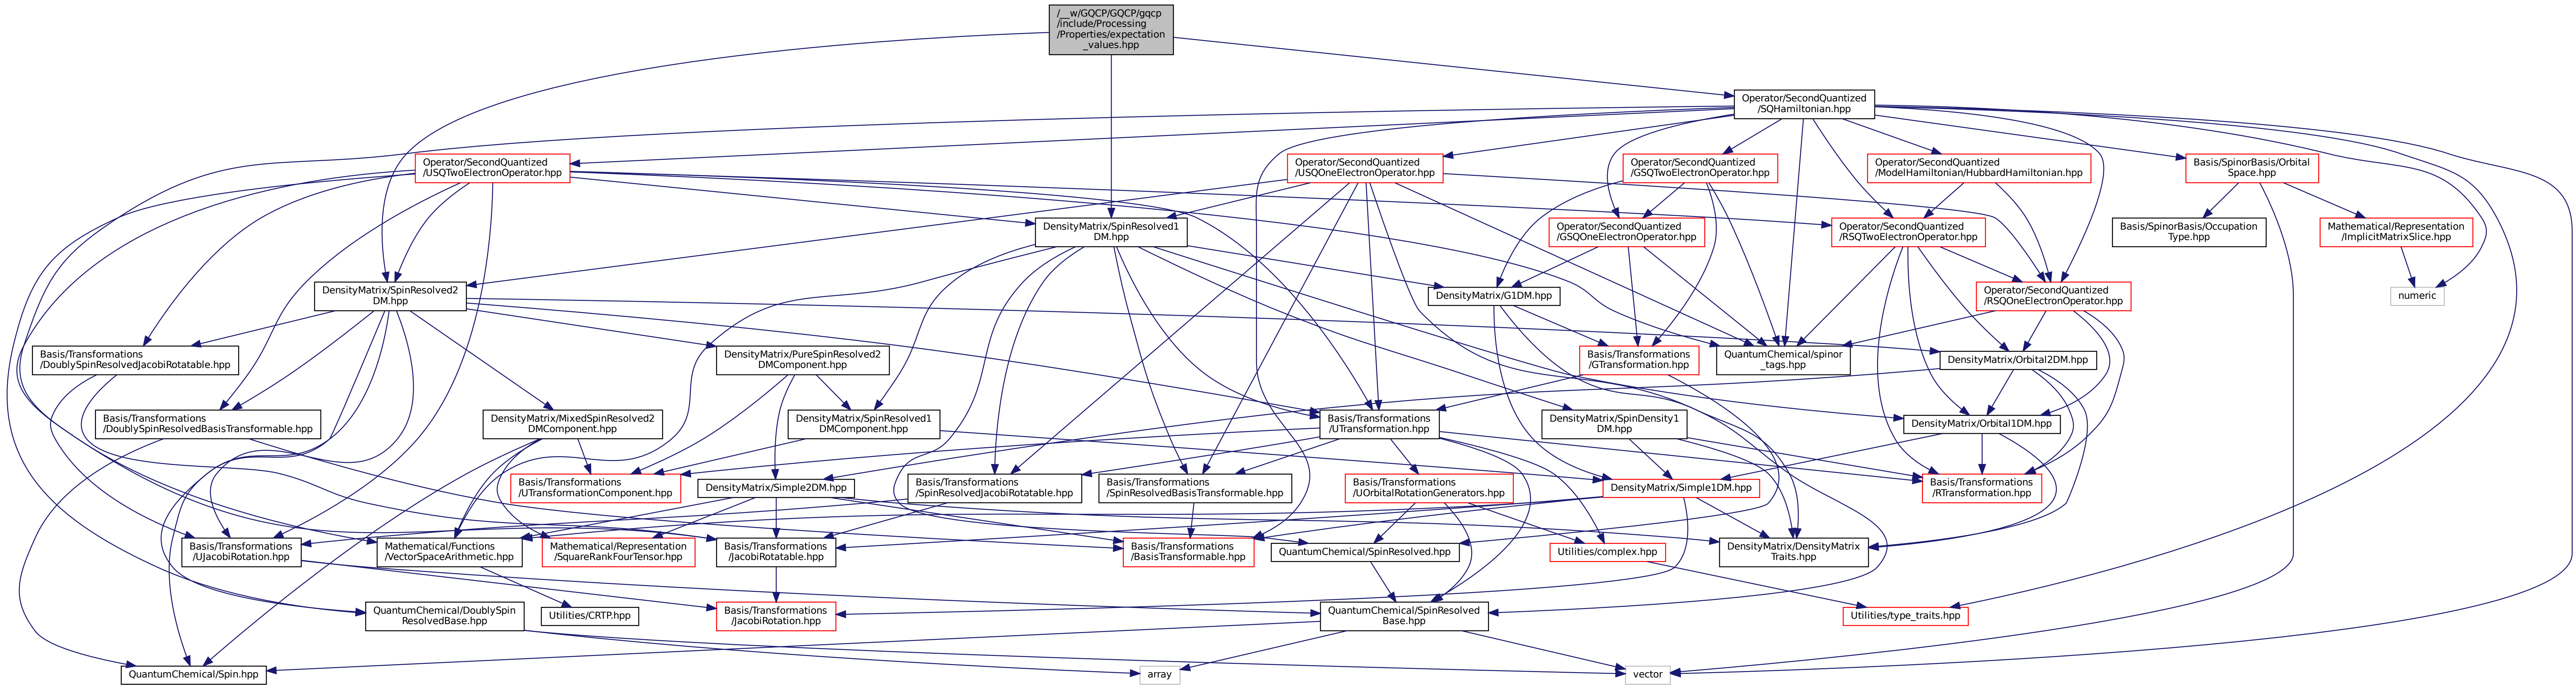 /__w/GQCP/GQCP/gqcp
/include/Processing
/Properties/expectation
_values.hpp
Operator/SecondQuantized
/SQHamiltonian.hpp
Operator/SecondQuantized
/USQTwoElectronOperator.hpp
Operator/SecondQuantized
/USQOneElectronOperator.hpp
Operator/SecondQuantized
/GSQTwoElectronOperator.hpp
Operator/SecondQuantized
/ModelHamiltonian/HubbardHamiltonian.hpp
Basis/SpinorBasis/Orbital
Space.hpp
DensityMatrix/SpinResolved1
DM.hpp
Operator/SecondQuantized
/GSQOneElectronOperator.hpp
Operator/SecondQuantized
/RSQTwoElectronOperator.hpp
Basis/SpinorBasis/Occupation
Type.hpp
Mathematical/Representation
/ImplicitMatrixSlice.hpp
DensityMatrix/SpinResolved2
DM.hpp
DensityMatrix/G1DM.hpp
Operator/SecondQuantized
/RSQOneElectronOperator.hpp
numeric
Basis/Transformations
/DoublySpinResolvedJacobiRotatable.hpp
DensityMatrix/PureSpinResolved2
DMComponent.hpp
Basis/Transformations
/GTransformation.hpp
QuantumChemical/spinor
_tags.hpp
DensityMatrix/Orbital2DM.hpp
Basis/Transformations
/DoublySpinResolvedBasisTransformable.hpp
DensityMatrix/MixedSpinResolved2
DMComponent.hpp
DensityMatrix/SpinResolved1
DMComponent.hpp
Basis/Transformations
/UTransformation.hpp
DensityMatrix/SpinDensity1
DM.hpp
DensityMatrix/Orbital1DM.hpp
Basis/Transformations
/UTransformationComponent.hpp
DensityMatrix/Simple2DM.hpp
Basis/Transformations
/SpinResolvedJacobiRotatable.hpp
Basis/Transformations
/SpinResolvedBasisTransformable.hpp
Basis/Transformations
/UOrbitalRotationGenerators.hpp
DensityMatrix/Simple1DM.hpp
Basis/Transformations
/RTransformation.hpp
Basis/Transformations
/UJacobiRotation.hpp
Mathematical/Functions
/VectorSpaceArithmetic.hpp
Mathematical/Representation
/SquareRankFourTensor.hpp
Basis/Transformations
/JacobiRotatable.hpp
Basis/Transformations
/BasisTransformable.hpp
QuantumChemical/SpinResolved.hpp
Utilities/complex.hpp
DensityMatrix/DensityMatrix
Traits.hpp
QuantumChemical/DoublySpin
ResolvedBase.hpp
Utilities/CRTP.hpp
Basis/Transformations
/JacobiRotation.hpp
QuantumChemical/SpinResolved
Base.hpp
Utilities/type_traits.hpp
QuantumChemical/Spin.hpp
array
vector